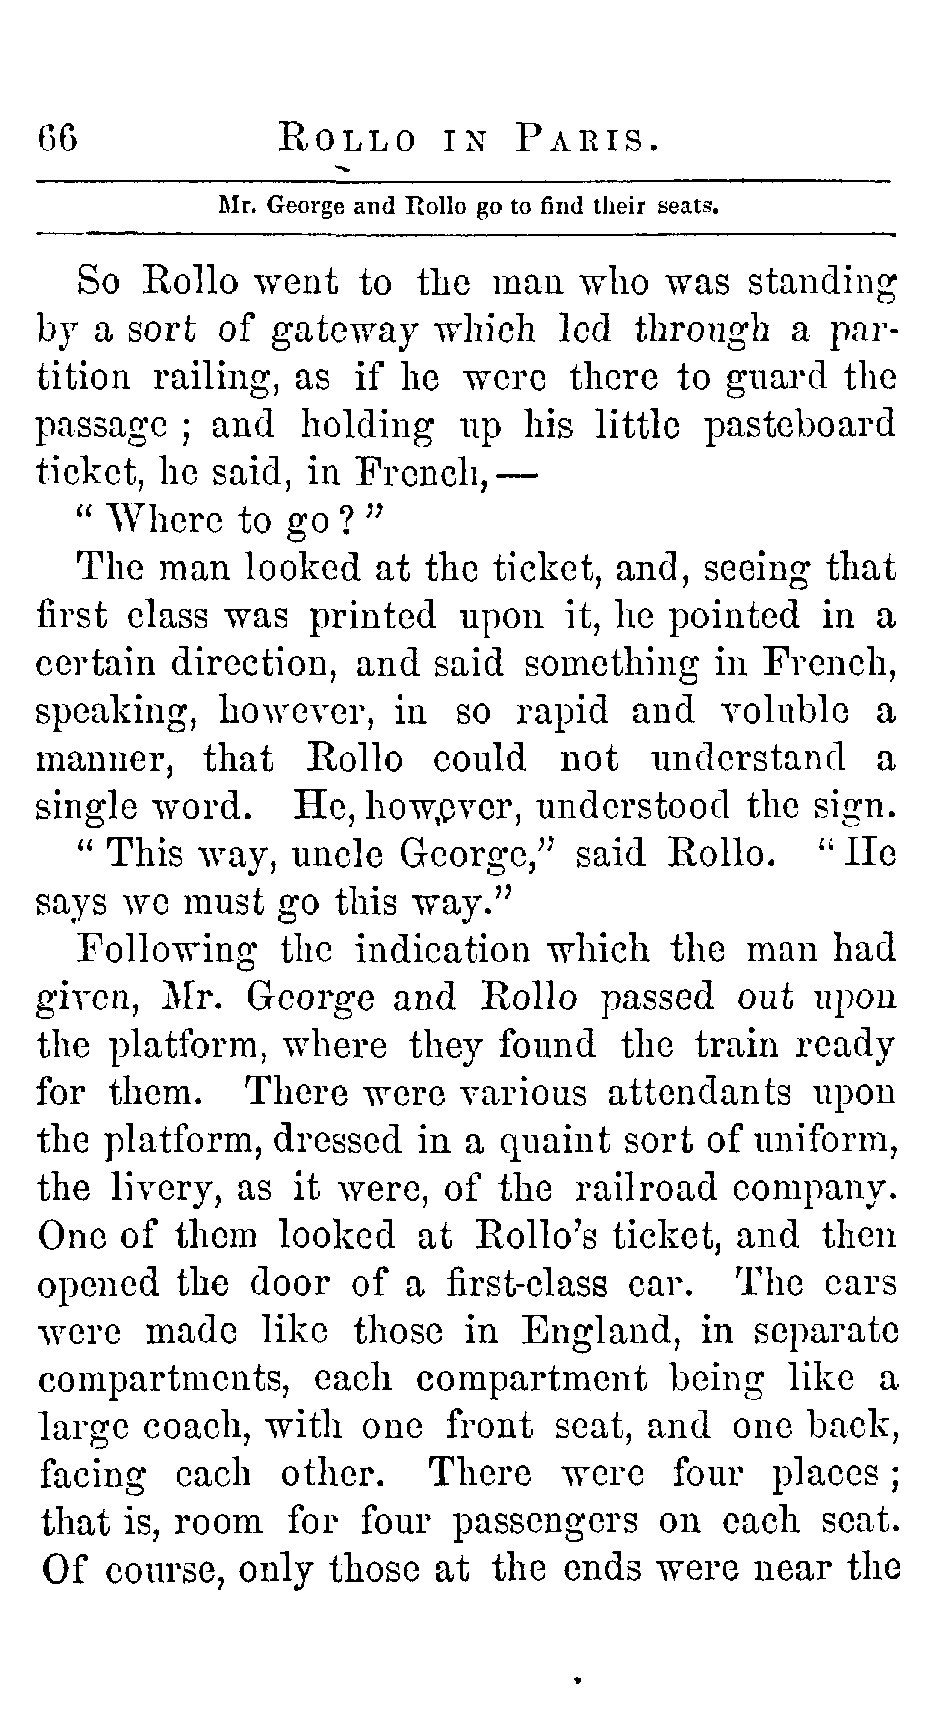 66 ROLLO IN PARIS.
Mr. George and Rollo go to find their seats.
So Rollo went to the man who was standing
by a sort of gateway which led through a par-
tition railing, as if he were there to guard the
passage ; and holding up his little pasteboard
ticket, he said, in French,—
“ Where to go ? ”
The man looked at the ticket, and, seeing that
first class was printed upon it, he pointed in a
certain direction, and said something in French,
speaking, however, in so rapid and voluble a
manner, that Rollo could not understand a
single word. He, however, understood the sign.
“ This way, uncle George,” said Rollo. “ He
says we must go this way.”
Following the indication which the man had
given, Mr. George and Rollo passed out upon
the platform, where they found the train ready
for them. There were various attendants upon
the platform, dressed in a quaint sort of uniform,
the livery, as it were, of the railroad company.
One of them looked at Rollo’s ticket, and then
opened the door of a first-class car. The cars
were made like those in England, in separate
compartments, each compartment being like a
large coach, with one front seat, and one back,
facing each other. There were four places ;
that is, room for four passengers on each seat.
Of course, only those at the ends were near the